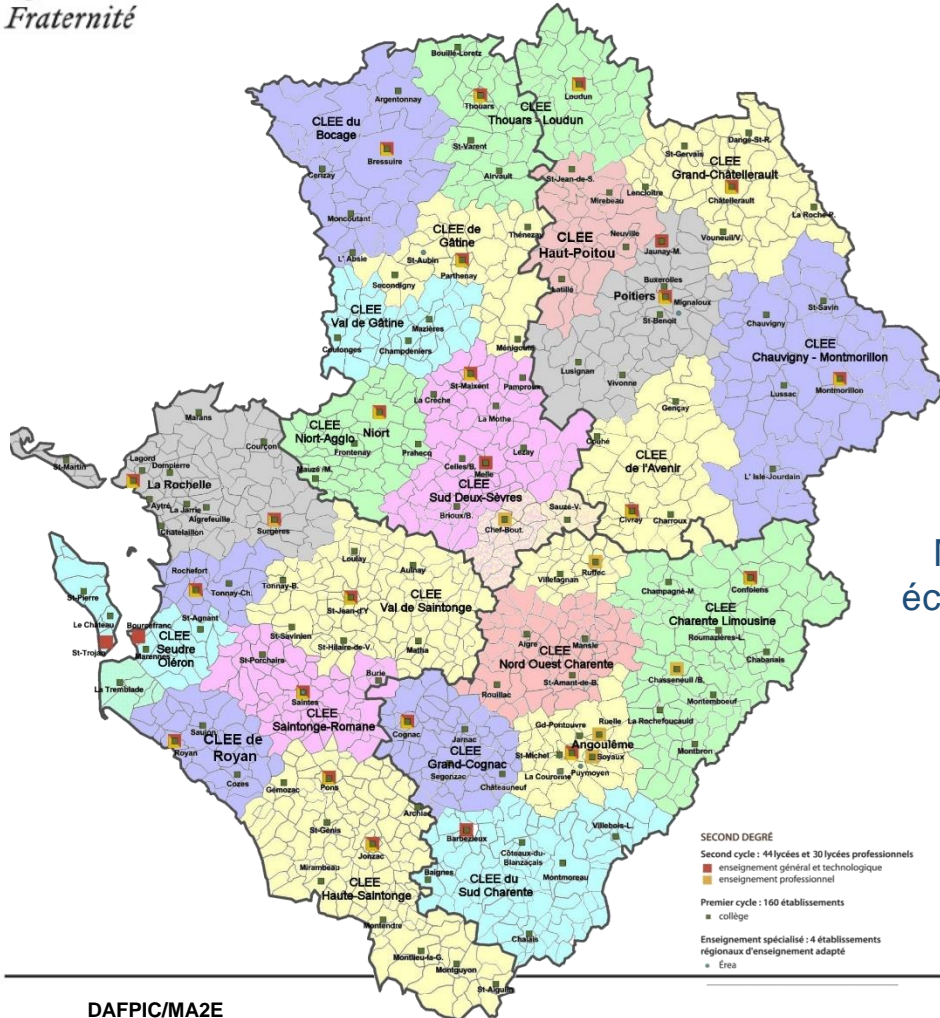 Fraternité
Bouillé-Loretz
Argentonnay
Thouars
CLEE
Thouars - Loudun
Loudun
CLEE du
Bocage
Bressuire
St-Varent
Airvault
Cerizay
Moncoutant
L' Absie
Dangé-St-R.
St-Gervais
CLEE
Grand-Châtellerault
Lencloître
Châtellerault
La Roche-P.
Vouneuil/V.
St-Jean-de-S.
Mirebeau
Neuville
CLEE
Haut-Poitou
Jaunay-M.
Latillé
CLEE de
Gâtine
Thénezay
St-Aubin
Parthenay
Secondigny
Ménigoute
CLEE
Val de Gâtine
Mazières
Coulonges
Champdeniers
Buxerolles
Poitiers
Mignaloux
St-Benoit
Lusignan
Vivonne
St-Savin
Chauvigny
CLEE
Chauvigny - Montmorillon
Lussac
Montmorillon
L' Isle-Jourdain
St-Maixent
Pamproux
La Crèche
La Mothe
Lezay
Celles/B.
Melle
CLEE
Sud Deux-Sèvres
Brioux/B.
Chef-Bout.
Sauzé-V.
CLEE
Niort-Agglo
Niort
Frontenay
Prahecq
Mauzé /M.
Gençay
Couhé
CLEE
de l'Avenir
Civray
Charroux
Marans
Courçon
St-Martin
Lagord
Dompierre
La Rochelle
Aytré
La Jarrie
Aigrefeuille
Chatelaillon
Surgères
Rochefort
Tonnay-Ch.
Tonnay-B.
Loulay
Aulnay
St-Jean-d'Y
CLEE
Val de Saintonge
St-Savinien
St-Hilaire-de-V.
Matha
St-Agnant
St-Pierre
Le Château
Bourcefranc
St-Trojan
Marennes
CLEE
Seudre
Oléron
La Tremblade
St-Porchaire
Burie
Saintes
CLEE
Saintonge-Romane
Saujon
CLEE de
Royan
Royan
Cozes
Villefagnan
Ruffec
Champagné-M.
Confolens
CLEE
Charente Limousine
Roumazières-L.
Chabanais
Chasseneuil /B.
Montemboeuf
La Rochefoucauld
Montbron
Aigre
Mansle
CLEE
Nord Ouest Charente
St-Amant-de-B.
Rouillac
Gd-Pontouvre
Ruelle
Angoulême
St-Michel
Soyaux
La Couronne
Puymoyen
Cognac
Jarnac
CLEE
Grand-Cognac
Segonzac
Châteauneuf
Gémozac
Pons
Archiac
St-Genis
Jonzac
Mirambeau
CLEE
Haute-Saintonge
Montendre
Montlieu-la-G.
Montguyon
St-Aigulin
Barbezieux
Villebois-L.
Côteaux-du-
Blanzaçais
Montmoreau
Baignes
CLEE du
Sud Charente
Chalais
N
éc
SECOND DEGRÉ
Second cycle : 44 lycées et 30 lycées professionnels
enseignement général et technologique
enseignement professionnel
Premier cycle : 160 établissements
collège
Enseignement spécialisé : 4 établissements
régionaux d'enseignement adapté
Érea
DAFPIC/MA2E